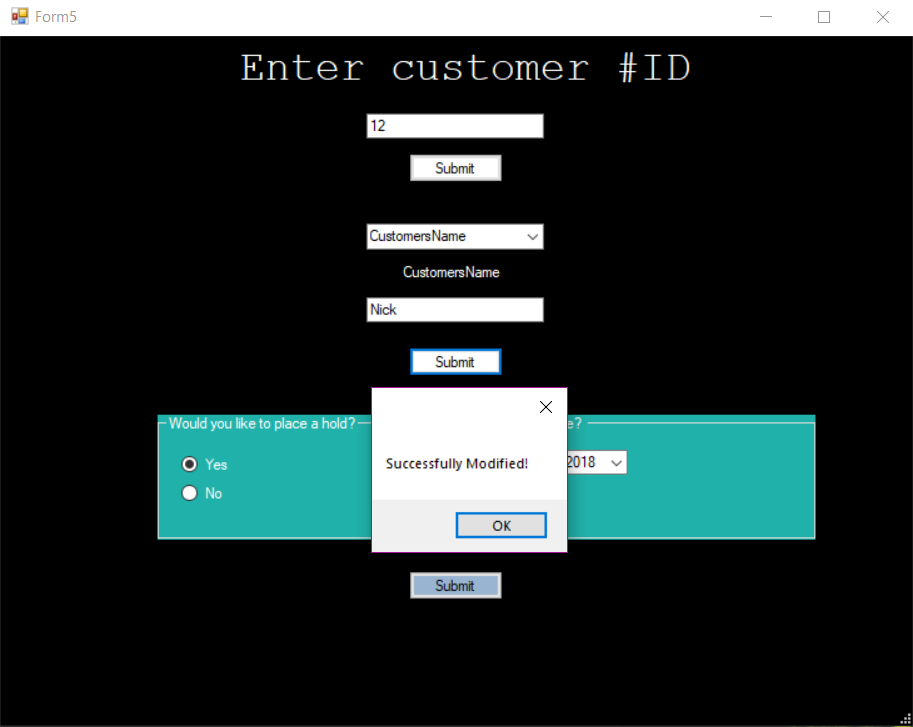 Form5
Enter customer #ID
12
Submit
CustomersName
CustomersName
Nick
Submit
Would you like to place a hold?
e?
Successfully Modified!
Yes
2018
No
OK
Submit